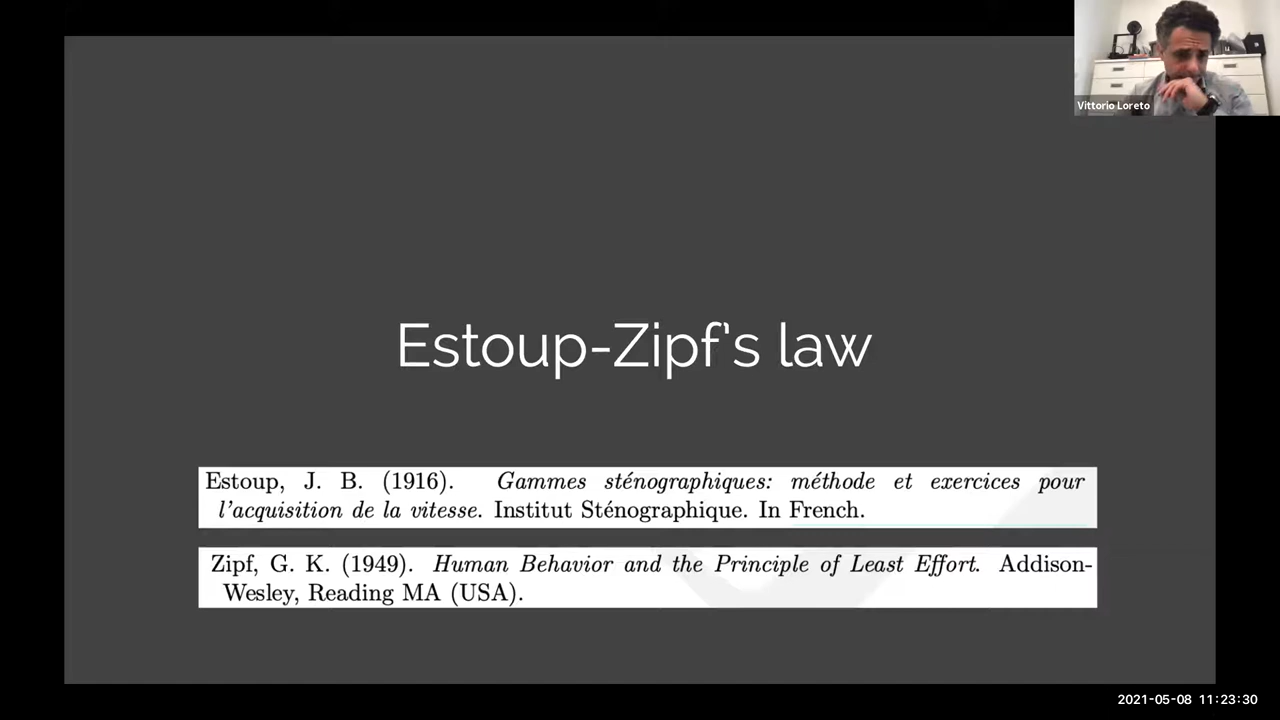 Vittorio Loreto
Estoup-Zipf's law
Estoup, J. B. (1916). Gammes sténographiques: méthode et exercices pour
l'acquisition de la vitesse. Institut Sténographique. In French.
Zipf, G. K. (1949). Human Behavior and the Principle of Least Effort. Addison-
Wesley, Reading MA (USA).
2021-05-08 11:23:30